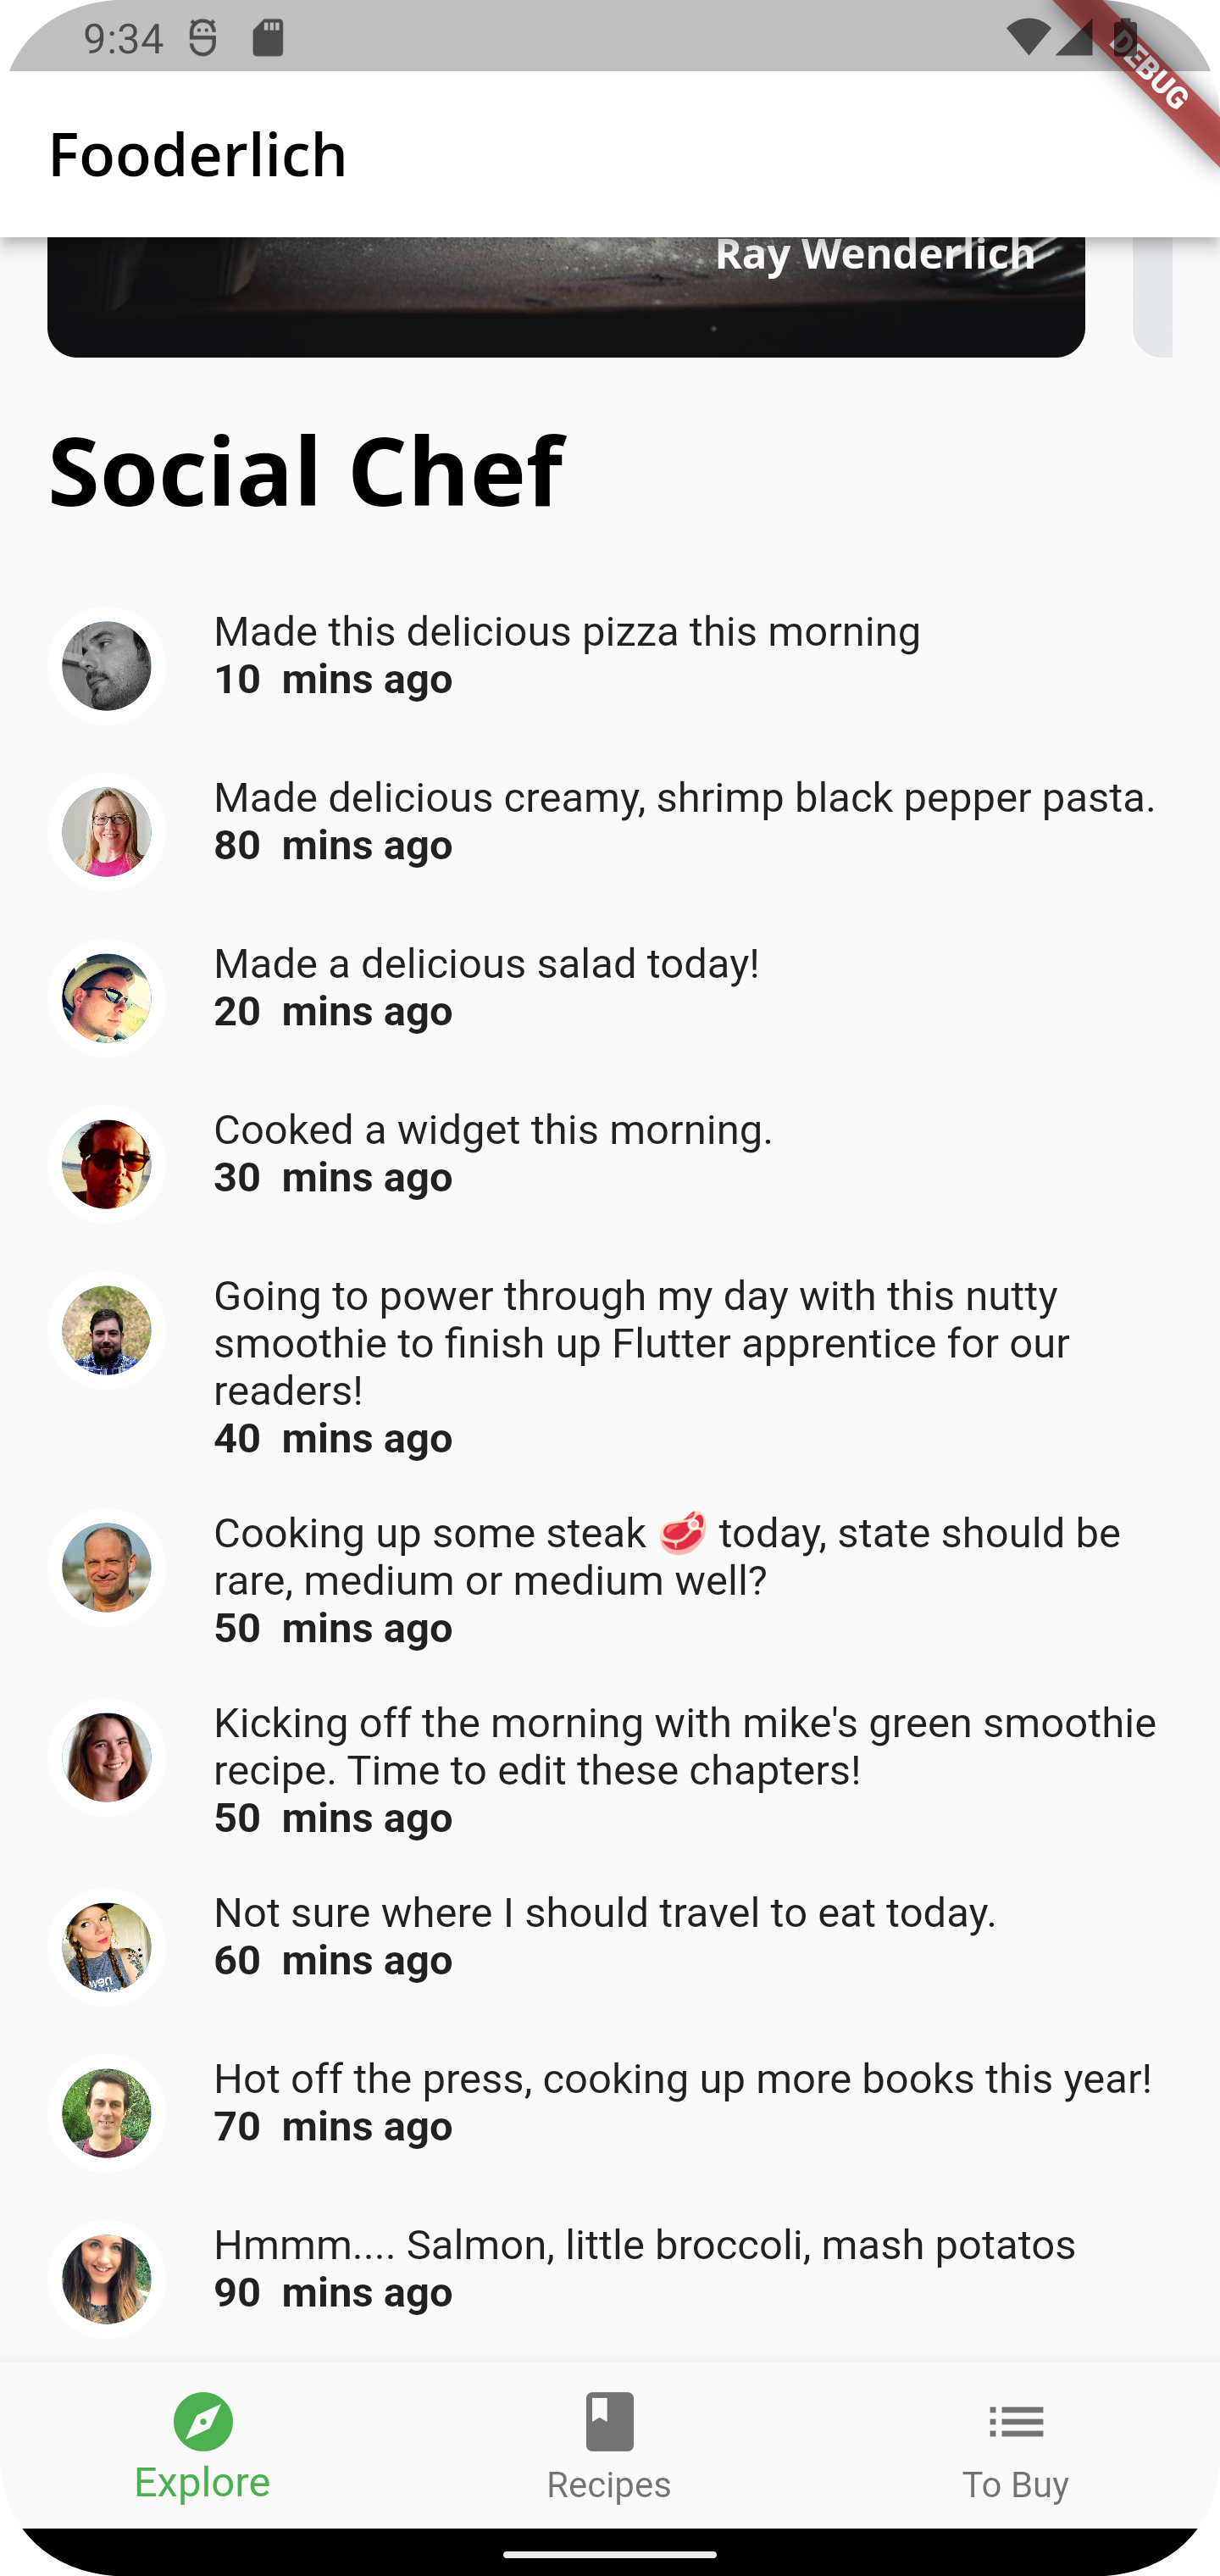 9:34
DEBUG
Fooderlich
Ray Wenderlich
Social Chef
Made this delicious pizza this morning
10  mins ago
Made delicious creamy, shrimp black pepper pasta.
80  mins ago
Made a delicious salad today!
20  mins ago
Cooked a widget this morning.
30  mins ago
Going to power through my day with this nutty
smoothie to finish up Flutter apprentice for our
readers!
40  mins ago
Cooking up some steak 🥩 today, state should be
rare, medium or medium well?
50  mins ago
Kicking off the morning with mike's green smoothie
recipe. Time to edit these chapters!
50  mins ago
Not sure where I should travel to eat today.
60  mins ago
Hot off the press, cooking up more books this year!
70  mins ago
Hmmm.... Salmon, little broccoli, mash potatos
90  mins ago
Explore
Recipes
To Buy